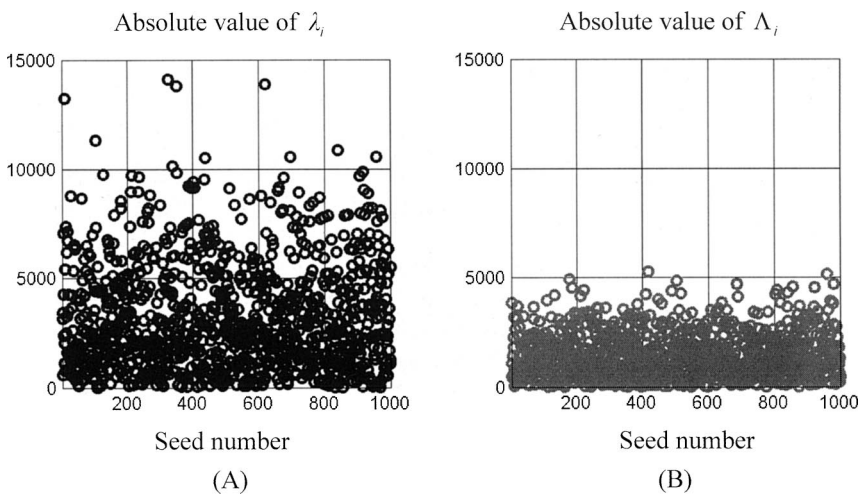 Absolute value of λi
15000
10000
5000
0
200 400 600 800 1000
Seed number
(A)
Absolute value of Λi
15000
10000
5000
0
200 400 600 800 1000
Seed number
(B)